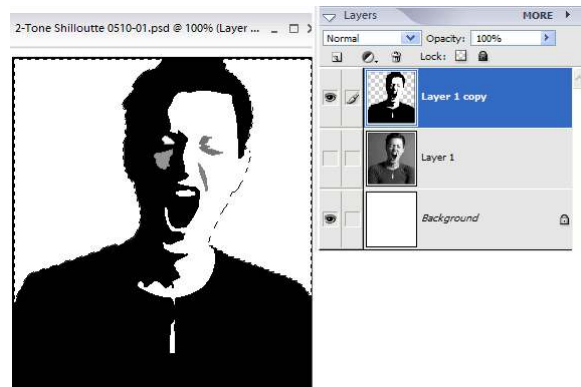 2-Tone Shilloutte 0510-01.psd @ 100% (Layer ...
Layers MORE
Normal Opacity: 100%
Lock:
Layer 1 copy
Layer 1
Background